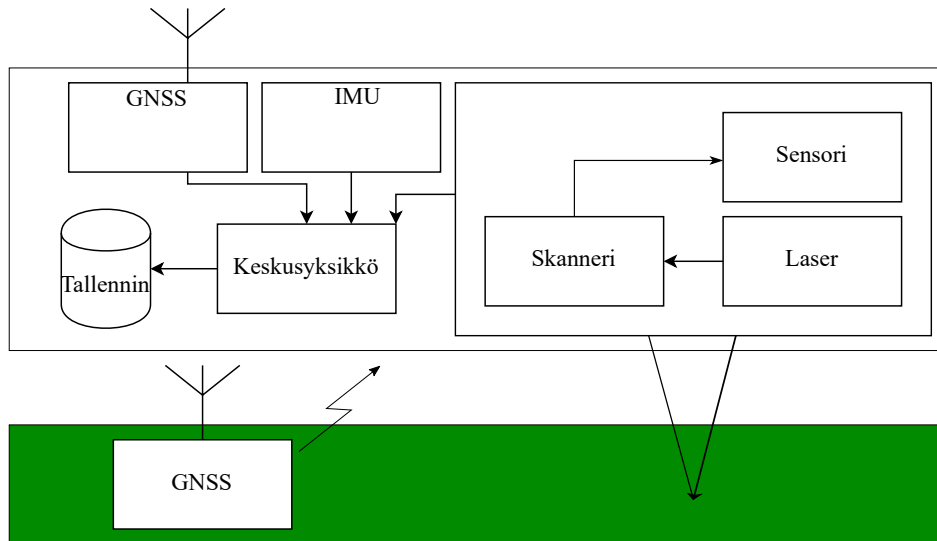 GNSS
IMU
Sensori
Skanneri
Laser
Keskusyksikkö
Tallennin
GNSS